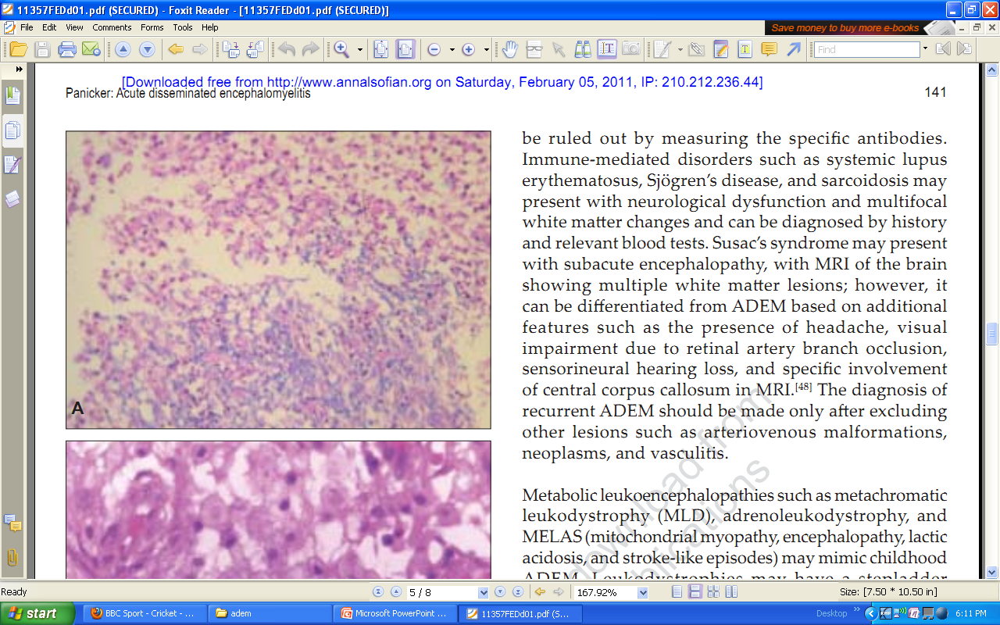 11357FEDd01.pdf (SECURED) - Foxit Reader - [11357FEDd01.pdf (SECURED)]
File Edit View Comments Forms Tools Help
Save money to buy more e-books
Find
[Downloaded free from http://www.annalsofian.org on Saturday, February 05, 2011, IP: 210.212.236.44]
Panicker: Acute disseminated encephalomyelitis
141
A
be ruled out by measuring the specific antibodies.
Immune-mediated disorders such as systemic lupus
erythematosus, Sjögren's disease, and sarcoidosis may
present with neurological dysfunction and multifocal
white matter changes and can be diagnosed by history
and relevant blood tests. Susac's syndrome may present
with subacute encephalopathy, with MRI of the brain
showing multiple white matter lesions; however, it
can be differentiated from ADEM based on additional
features such as the presence of headache, visual
impairment due to retinal artery branch occlusion,
sensorineural hearing loss, and specific involvement
of central corpus callosum in MRI.[48] The diagnosis of
recurrent ADEM should be made only after excluding
other lesions such as arteriovenous malformations,
neoplasms, and vasculitis.
Metabolic leukoencephalopathies such as metachromatic
leukodystrophy (MLD), adrenoleukodystrophy, and
MELAS (mitochondrial myopathy, encephalopathy, lactic
acidosis, and stroke-like episodes) may mimic childhood
ADEM. Leukodystrophies may have a stepladder
download from
Ready
5 / 8
167.92%
Size: [7.50 * 10.50 in]
start
BBC Sport - Cricket - ...
adem
Microsoft PowerPoint ...
11357FEDd01.pdf (S...
Desktop
6:11 PM